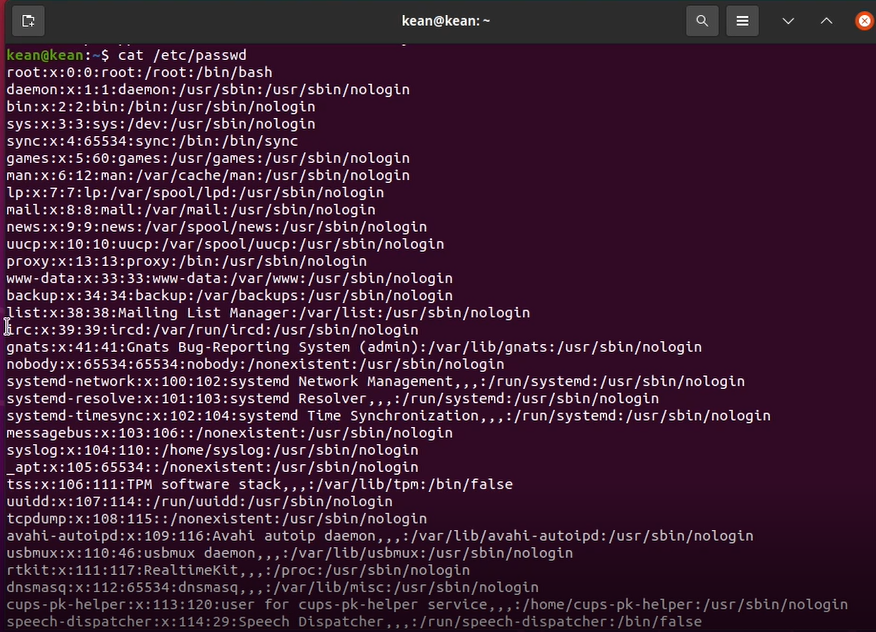 kean@kean: ~
kean@kean:~$ cat /etc/passwd
root:x:0:0:root:/root:/bin/bash
daemon:x:1:1:daemon:/usr/sbin:/usr/sbin/nologin
bin:x:2:2:bin:/bin:/usr/sbin/nologin
sys:x:3:3:sys:/dev:/usr/sbin/nologin
sync:x:4:65534:sync:/bin:/bin/sync
games:x:5:60:games:/usr/games:/usr/sbin/nologin
man:x:6:12:man:/var/cache/man:/usr/sbin/nologin
lp:x:7:7:lp:/var/spool/lpd:/usr/sbin/nologin
mail:x:8:8:mail:/var/mail:/usr/sbin/nologin
news:x:9:9:news:/var/spool/news:/usr/sbin/nologin
uucp:x:10:10:uucp:/var/spool/uucp:/usr/sbin/nologin
proxy:x:13:13:proxy:/bin:/usr/sbin/nologin
www-data:x:33:33:www-data:/var/www:/usr/sbin/nologin
backup:x:34:34:backup:/var/backups:/usr/sbin/nologin
list:x:38:38:Mailing List Manager:/var/list:/usr/sbin/nologin
irc:x:39:39:ircd:/var/run/ircd:/usr/sbin/nologin
gnats:x:41:41:Gnats Bug-Reporting System (admin):/var/lib/gnats:/usr/sbin/nologin
nobody:x:65534:65534:nobody:/nonexistent:/usr/sbin/nologin
systemd-network:x:100:102:systemd Network Management,,,:/run/systemd:/usr/sbin/nologin
systemd-resolve:x:101:103:systemd Resolver,,,:/run/systemd:/usr/sbin/nologin
systemd-timesync:x:102:104:systemd Time Synchronization,,,:/run/systemd:/usr/sbin/nologin
messagebus:x:103:106::/nonexistent:/usr/sbin/nologin
syslog:x:104:110::/home/syslog:/usr/sbin/nologin
_apt:x:105:65534::/nonexistent:/usr/sbin/nologin
tss:x:106:111:TPM software stack,,,:/var/lib/tpm:/bin/false
uuidd:x:107:114::/run/uuidd:/usr/sbin/nologin
tcpdump:x:108:115::/nonexistent:/usr/sbin/nologin
avahi-autoipd:x:109:116:Avahi autoip daemon,,,:/var/lib/avahi-autoipd:/usr/sbin/nologin
usbmux:x:110:46:usbmux daemon,,,:/var/lib/usbmux:/usr/sbin/nologin
rtkit:x:111:117:RealtimeKit,,,:/proc:/usr/sbin/nologin
dnsmasq:x:112:65534:dnsmasq,,,:/var/lib/misc:/usr/sbin/nologin
cups-pk-helper:x:113:120:user for cups-pk-helper service,,,:/home/cups-pk-helper:/usr/sbin/nologin
speech-dispatcher:x:114:29:Speech Dispatcher,,,:/run/speech-dispatcher:/bin/false